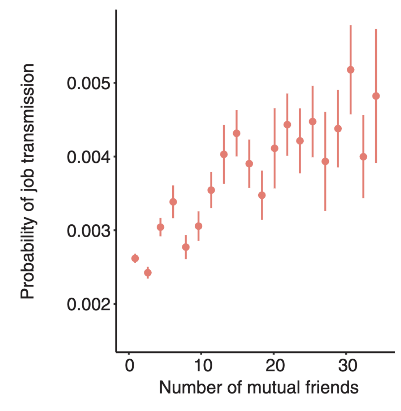 Probability of job transmission
0.005
0.004
0.003
0.002
0 10 20 30
Number of mutual friends